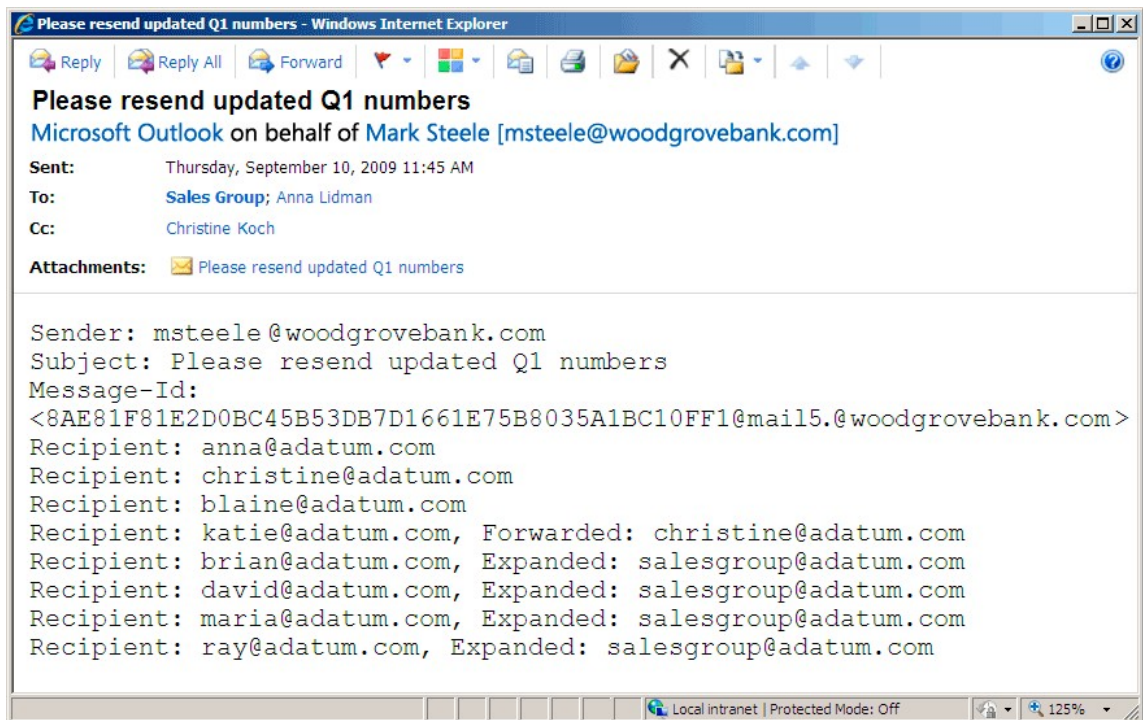 Please resend updated Q1 numbers - Windows Internet Explorer
Reply Reply All Forward
Please resend updated Q1 numbers
Microsoft Outlook on behalf of Mark Steele [msteele@woodgrovebank.com]
Sent: Thursday, September 10, 2009 11:45 AM
To: Sales Group; Anna Lidman
Cc: Christine Koch
Attachments: Please resend updated Q1 numbers
Sender: msteele@woodgrovebank.com
Subject: Please resend updated Q1 numbers
Message-Id:
<8AE81F81E2D0BC45B53DB7D1661E75B8035A1BC10FF1@mail5.@woodgrovebank.com>
Recipient: anna@adatum.com
Recipient: christine@adatum.com
Recipient: blaine@adatum.com
Recipient: katie@adatum.com, Forwarded: christine@adatum.com
Recipient: brian@adatum.com, Expanded: salesgroup@adatum.com
Recipient: david@adatum.com, Expanded: salesgroup@adatum.com
Recipient: maria@adatum.com, Expanded: salesgroup@adatum.com
Recipient: ray@adatum.com, Expanded: salesgroup@adatum.com
Local intranet | Protected Mode: Off 125%